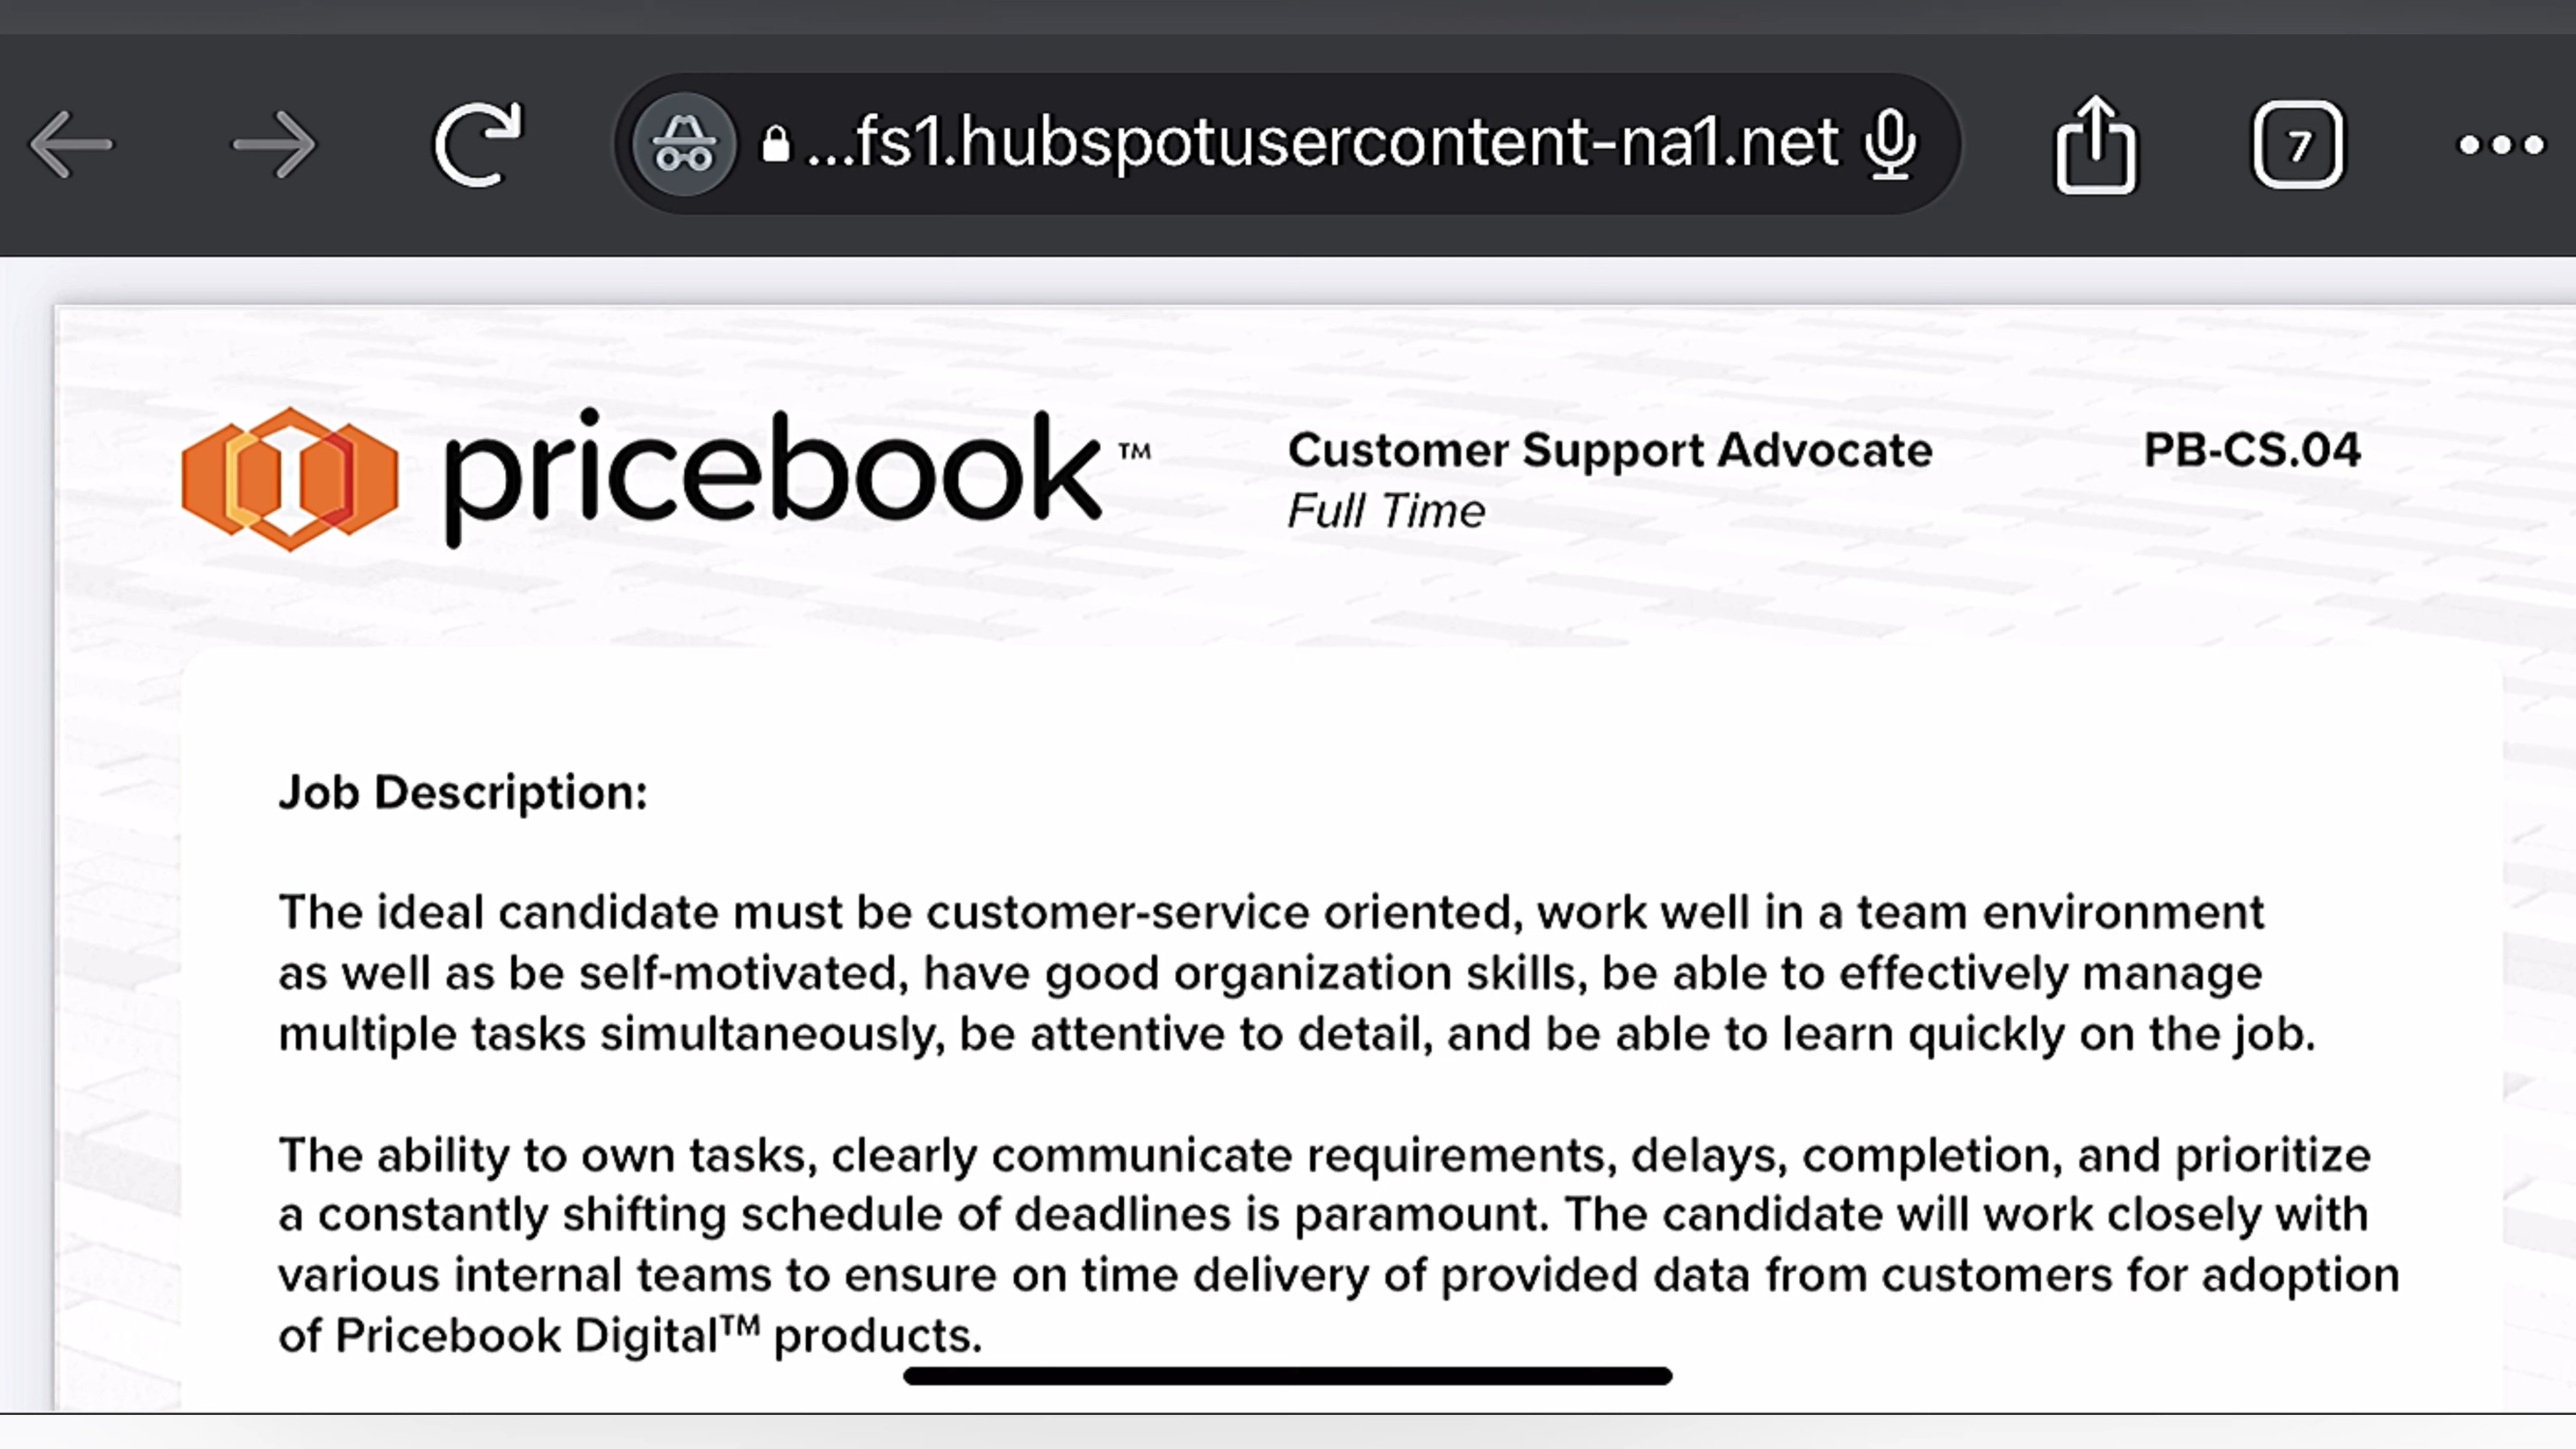 ...fs1.hubspotusercontent-na1.net
7
pricebook™
Customer Support Advocate
PB-CS.04
Full Time
Job Description:
The ideal candidate must be customer-service oriented, work well in a team environment
as well as be self-motivated, have good organization skills, be able to effectively manage
multiple tasks simultaneously, be attentive to detail, and be able to learn quickly on the job.
The ability to own tasks, clearly communicate requirements, delays, completion, and prioritize
a constantly shifting schedule of deadlines is paramount. The candidate will work closely with
various internal teams to ensure on time delivery of provided data from customers for adoption
of Pricebook Digital™ products.